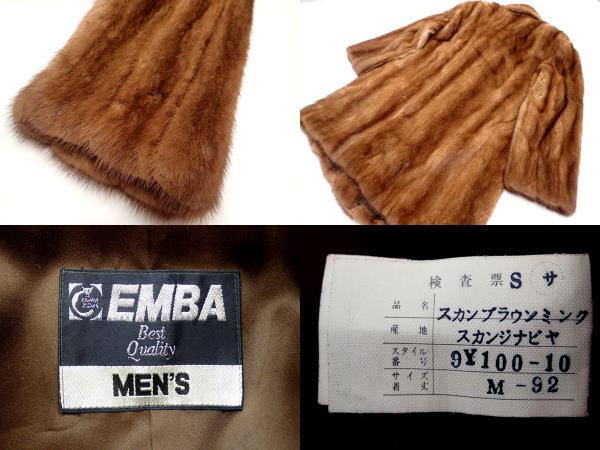 EMBA
Best
Quality
MEN'S
検査票 S サ
品名 スカンブラウンミンク
産地 スカンジナビヤ
スタイル番号 9¥100-10
サイズ着丈 M-92